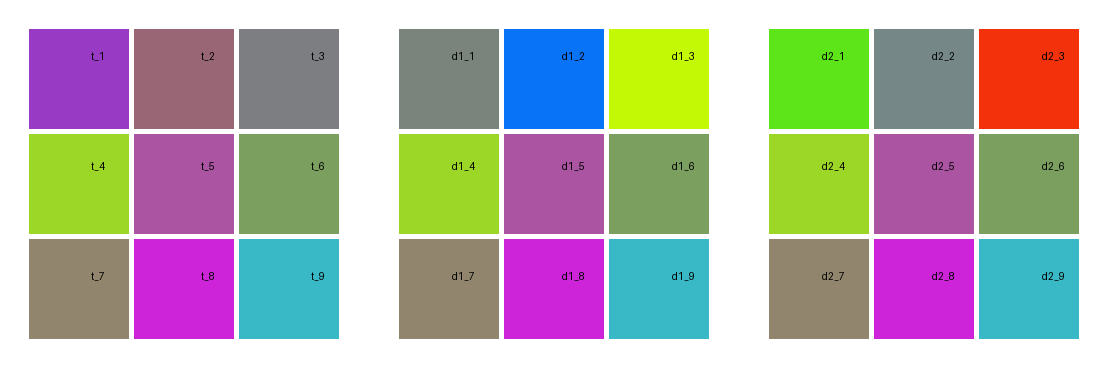 t_1 t_2 t_3 d1_1 d1_2 d1_3 d2_1 d2_2 d2_3
t_4 t_5 t_6 d1_4 d1_5 d1_6 d2_4 d2_5 d2_6
t_7 t_8 t_9 d1_7 d1_8 d1_9 d2_7 d2_8 d2_9